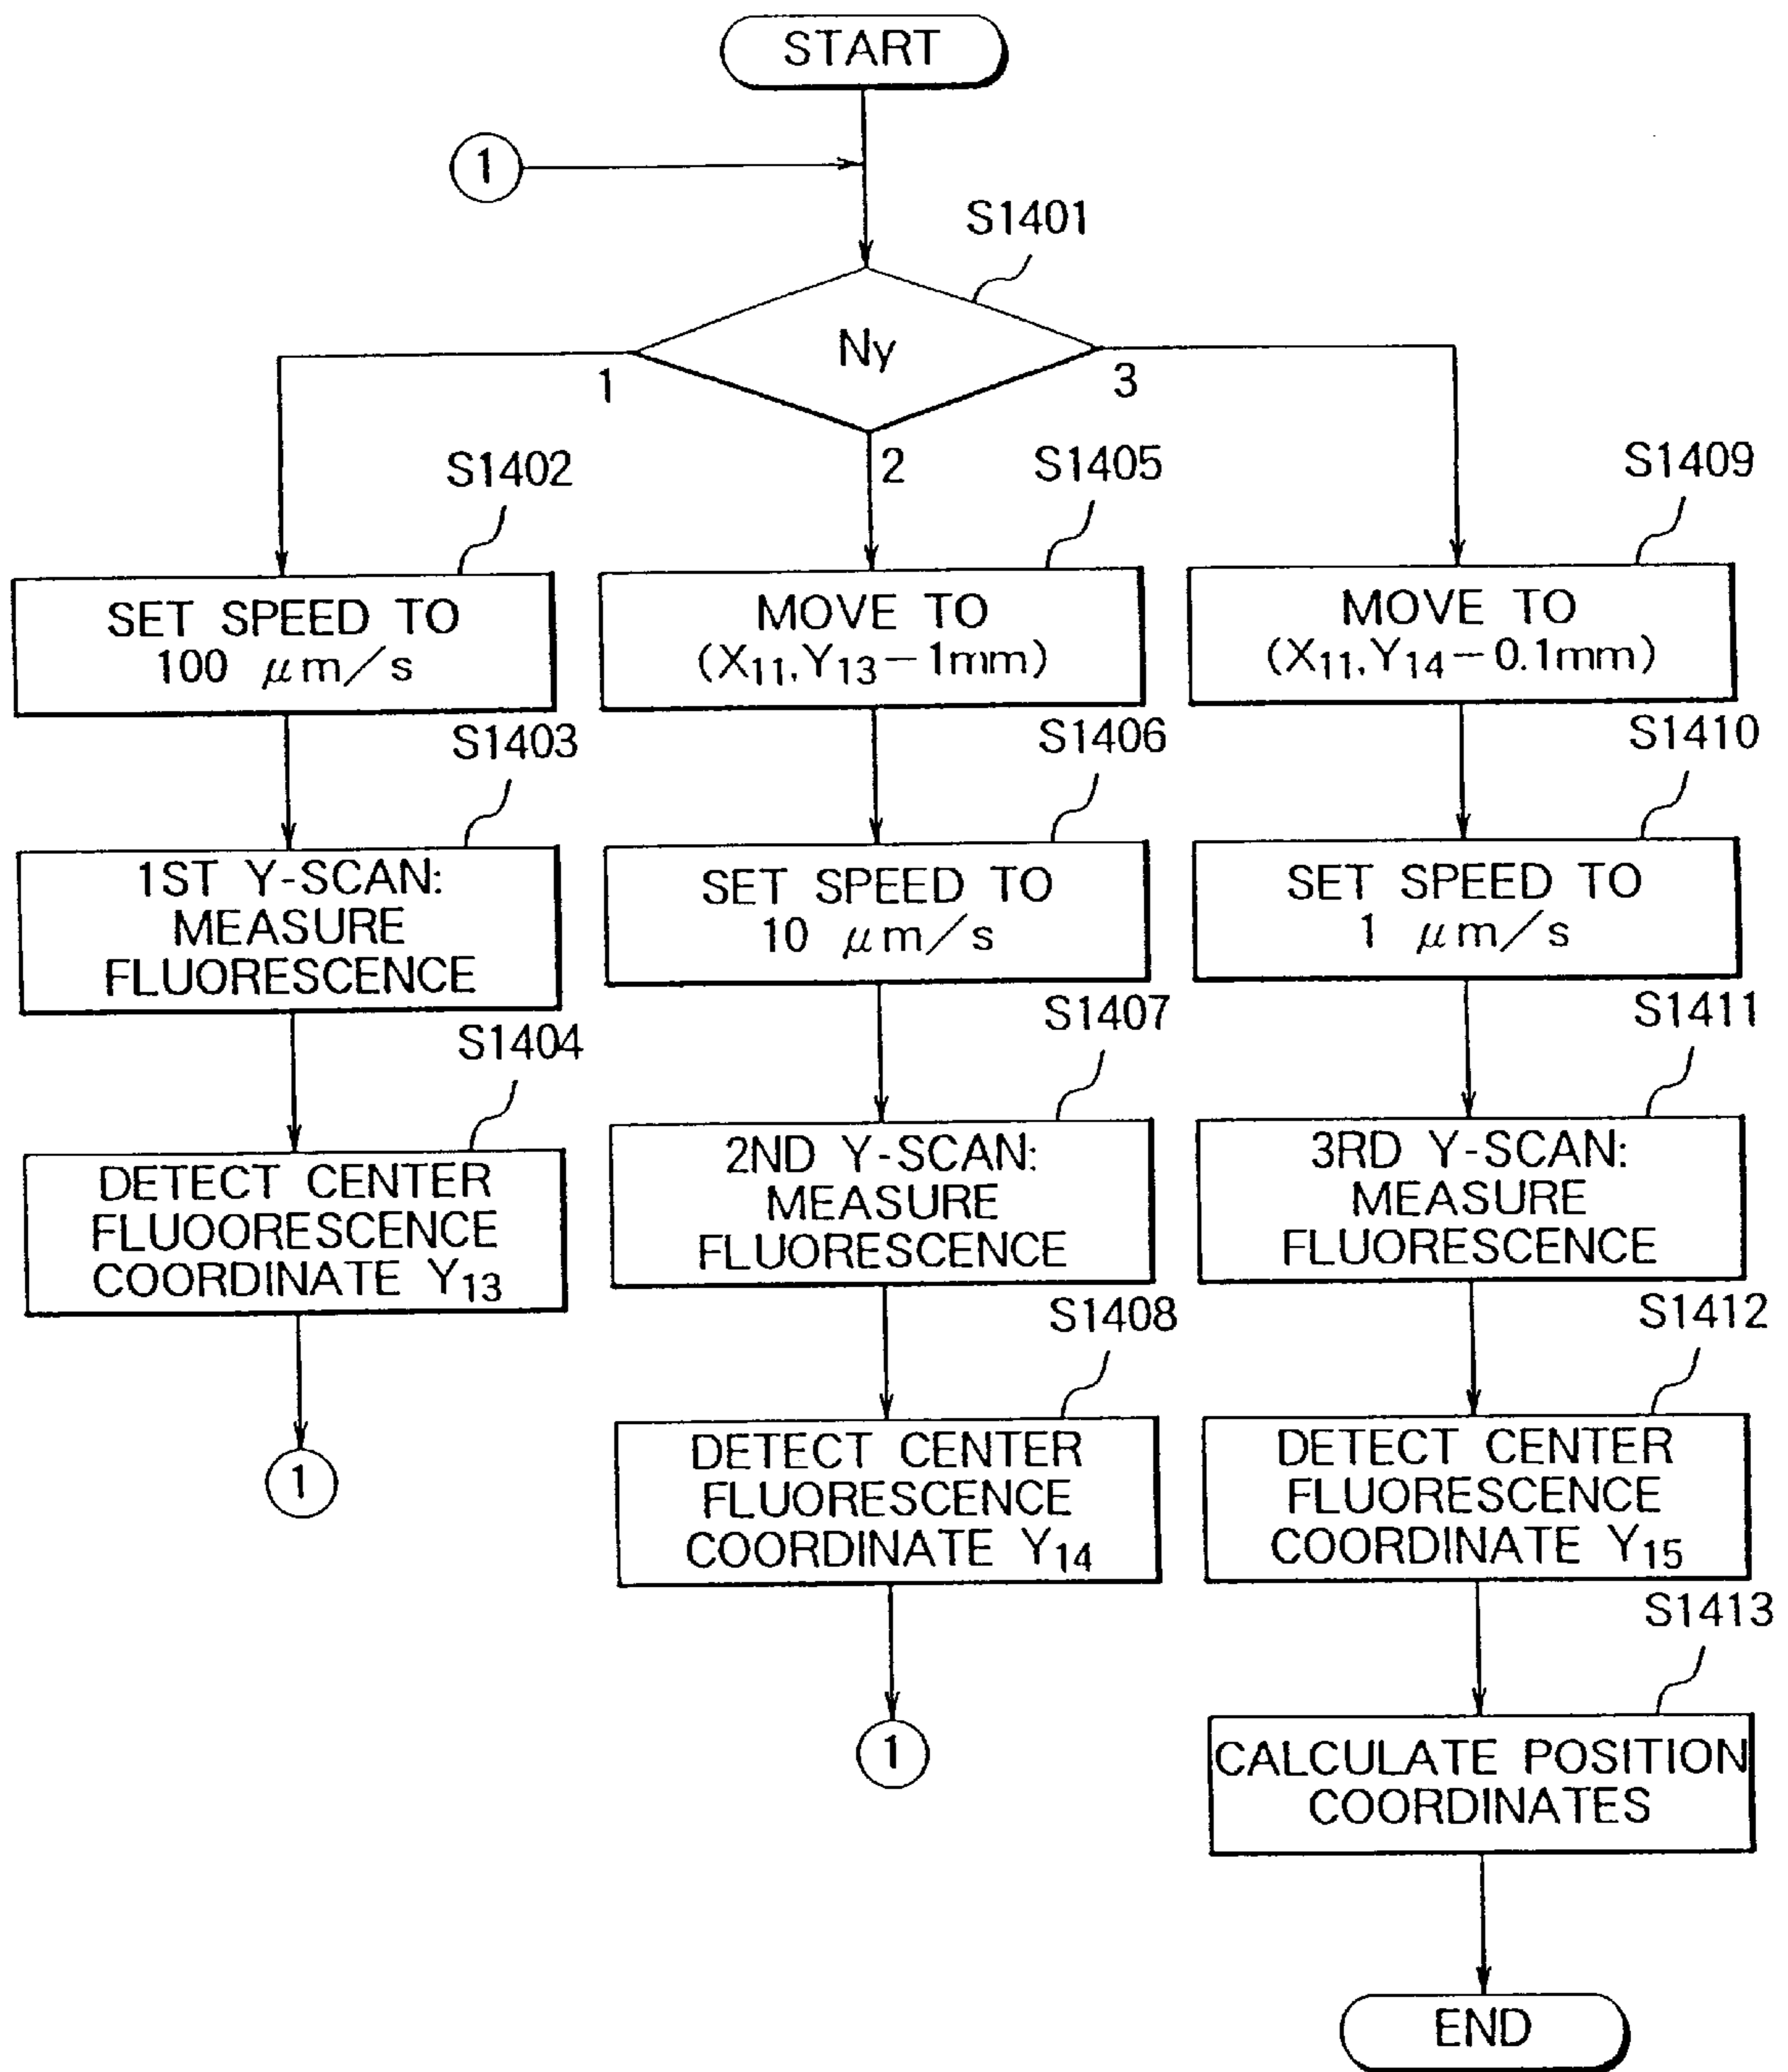 START
1
S1401
Ny
1
2
3
S1402
SET SPEED TO
100 μm/s
S1403
1ST Y-SCAN:
MEASURE
FLUORESCENCE
S1404
DETECT CENTER
FLUOORESCENCE
COORDINATE Y13
1
S1405
MOVE TO
(X11,Y13-1mm)
S1406
SET SPEED TO
10 μm/s
S1407
2ND Y-SCAN:
MEASURE
FLUORESCENCE
S1408
DETECT CENTER
FLUORESCENCE
COORDINATE Y14
1
S1409
MOVE TO
(X11,Y14-0.1mm)
S1410
SET SPEED TO
1 μm/s
S1411
3RD Y-SCAN:
MEASURE
FLUORESCENCE
S1412
DETECT CENTER
FLUORESCENCE
COORDINATE Y15
S1413
CALCULATE POSITION
COORDINATES
END